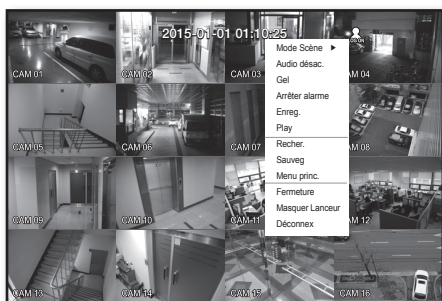 2015-01-01 01:10:25
CAM 01
CAM 02
CAM 03
CAM 04
CAM 05
CAM 06
CAM 07
CAM 08
CAM 09
CAM 10
CAM 11
CAM 12
CAM 13
CAM 14
CAM 15
CAM 16
Mode Scène
Audio désac.
Gel
Arrêter alarme
Enreg.
Play
Recher.
Sauveg
Menu princ.
Fermeture
Masquer Lanceur
Déconnex